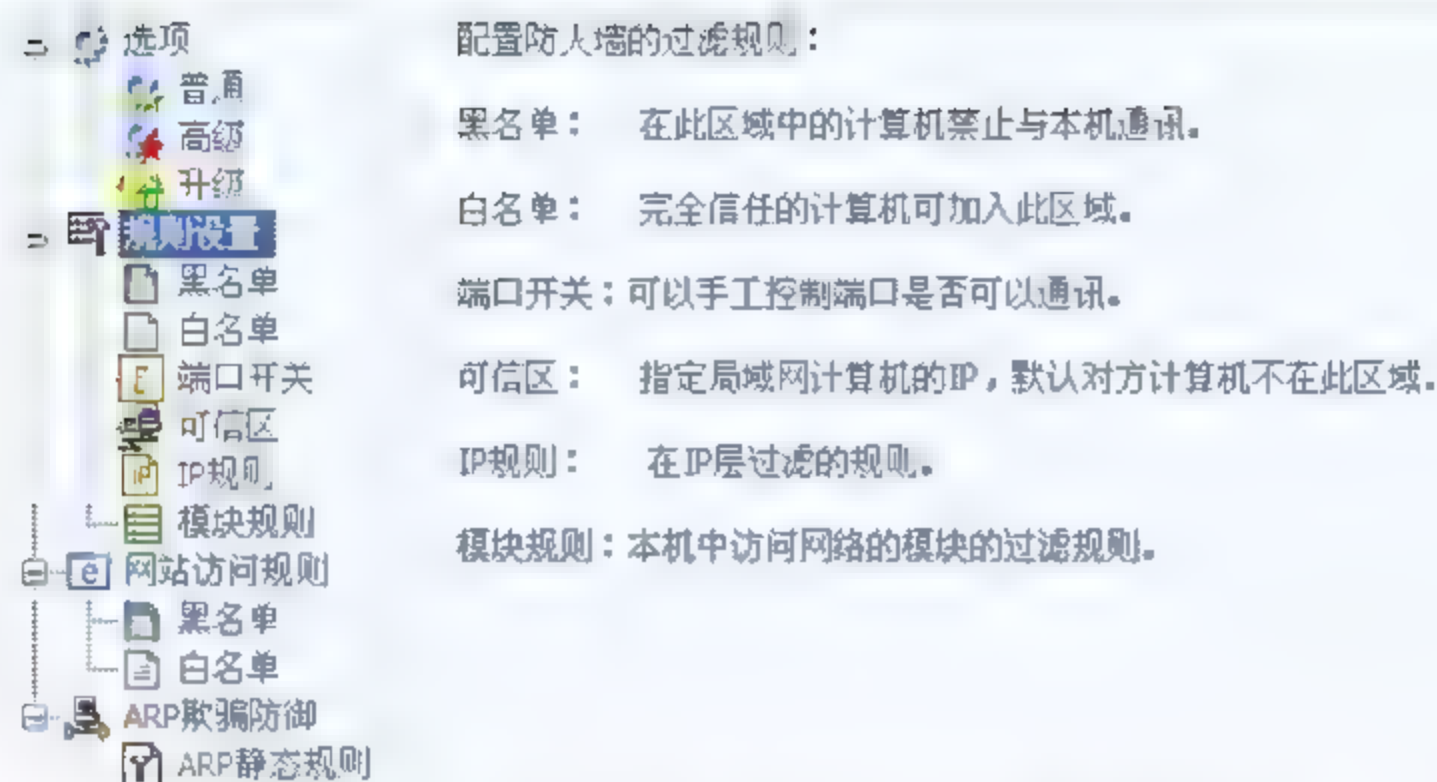 选项
普通
高级
升级
规则设置
黑名单
白名单
端口开关
可信区
IP规则
模块规则
网站访问规则
黑名单
白名单
ARP欺骗防御
ARP静态规则
配置防火墙的过滤规则：
黑名单： 在此区域中的计算机禁止与本机通讯。
白名单： 完全信任的计算机可加入此区域。
端口开关：可以手工控制端口是否可以通讯。
可信区： 指定局域网计算机的IP，默认对方计算机不在此区域.
IP规则： 在IP层过滤的规则。
模块规则：本机中访问网络的模块的过滤规则。